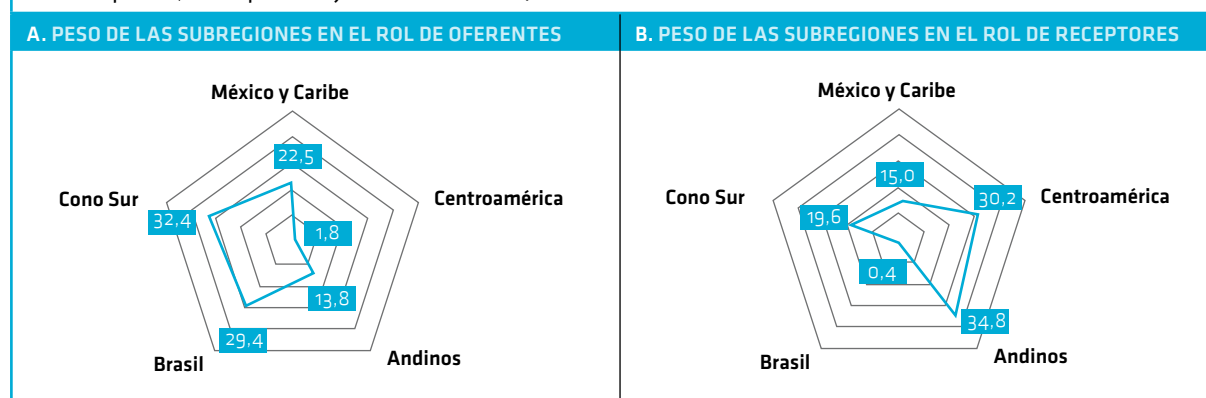 A. PESO DE LAS SUBREGIONES EN EL ROL DE OFERENTES
México y Caribe
22,5
Cono Sur
32,4
Centroamérica
1,8
13,8
29,4
Brasil
Andinos
B. PESO DE LAS SUBREGIONES EN EL ROL DE RECEPTORES
México y Caribe
15,0
Cono Sur
19,6
30,2
Centroamérica
0,4
34,8
Brasil
Andinos